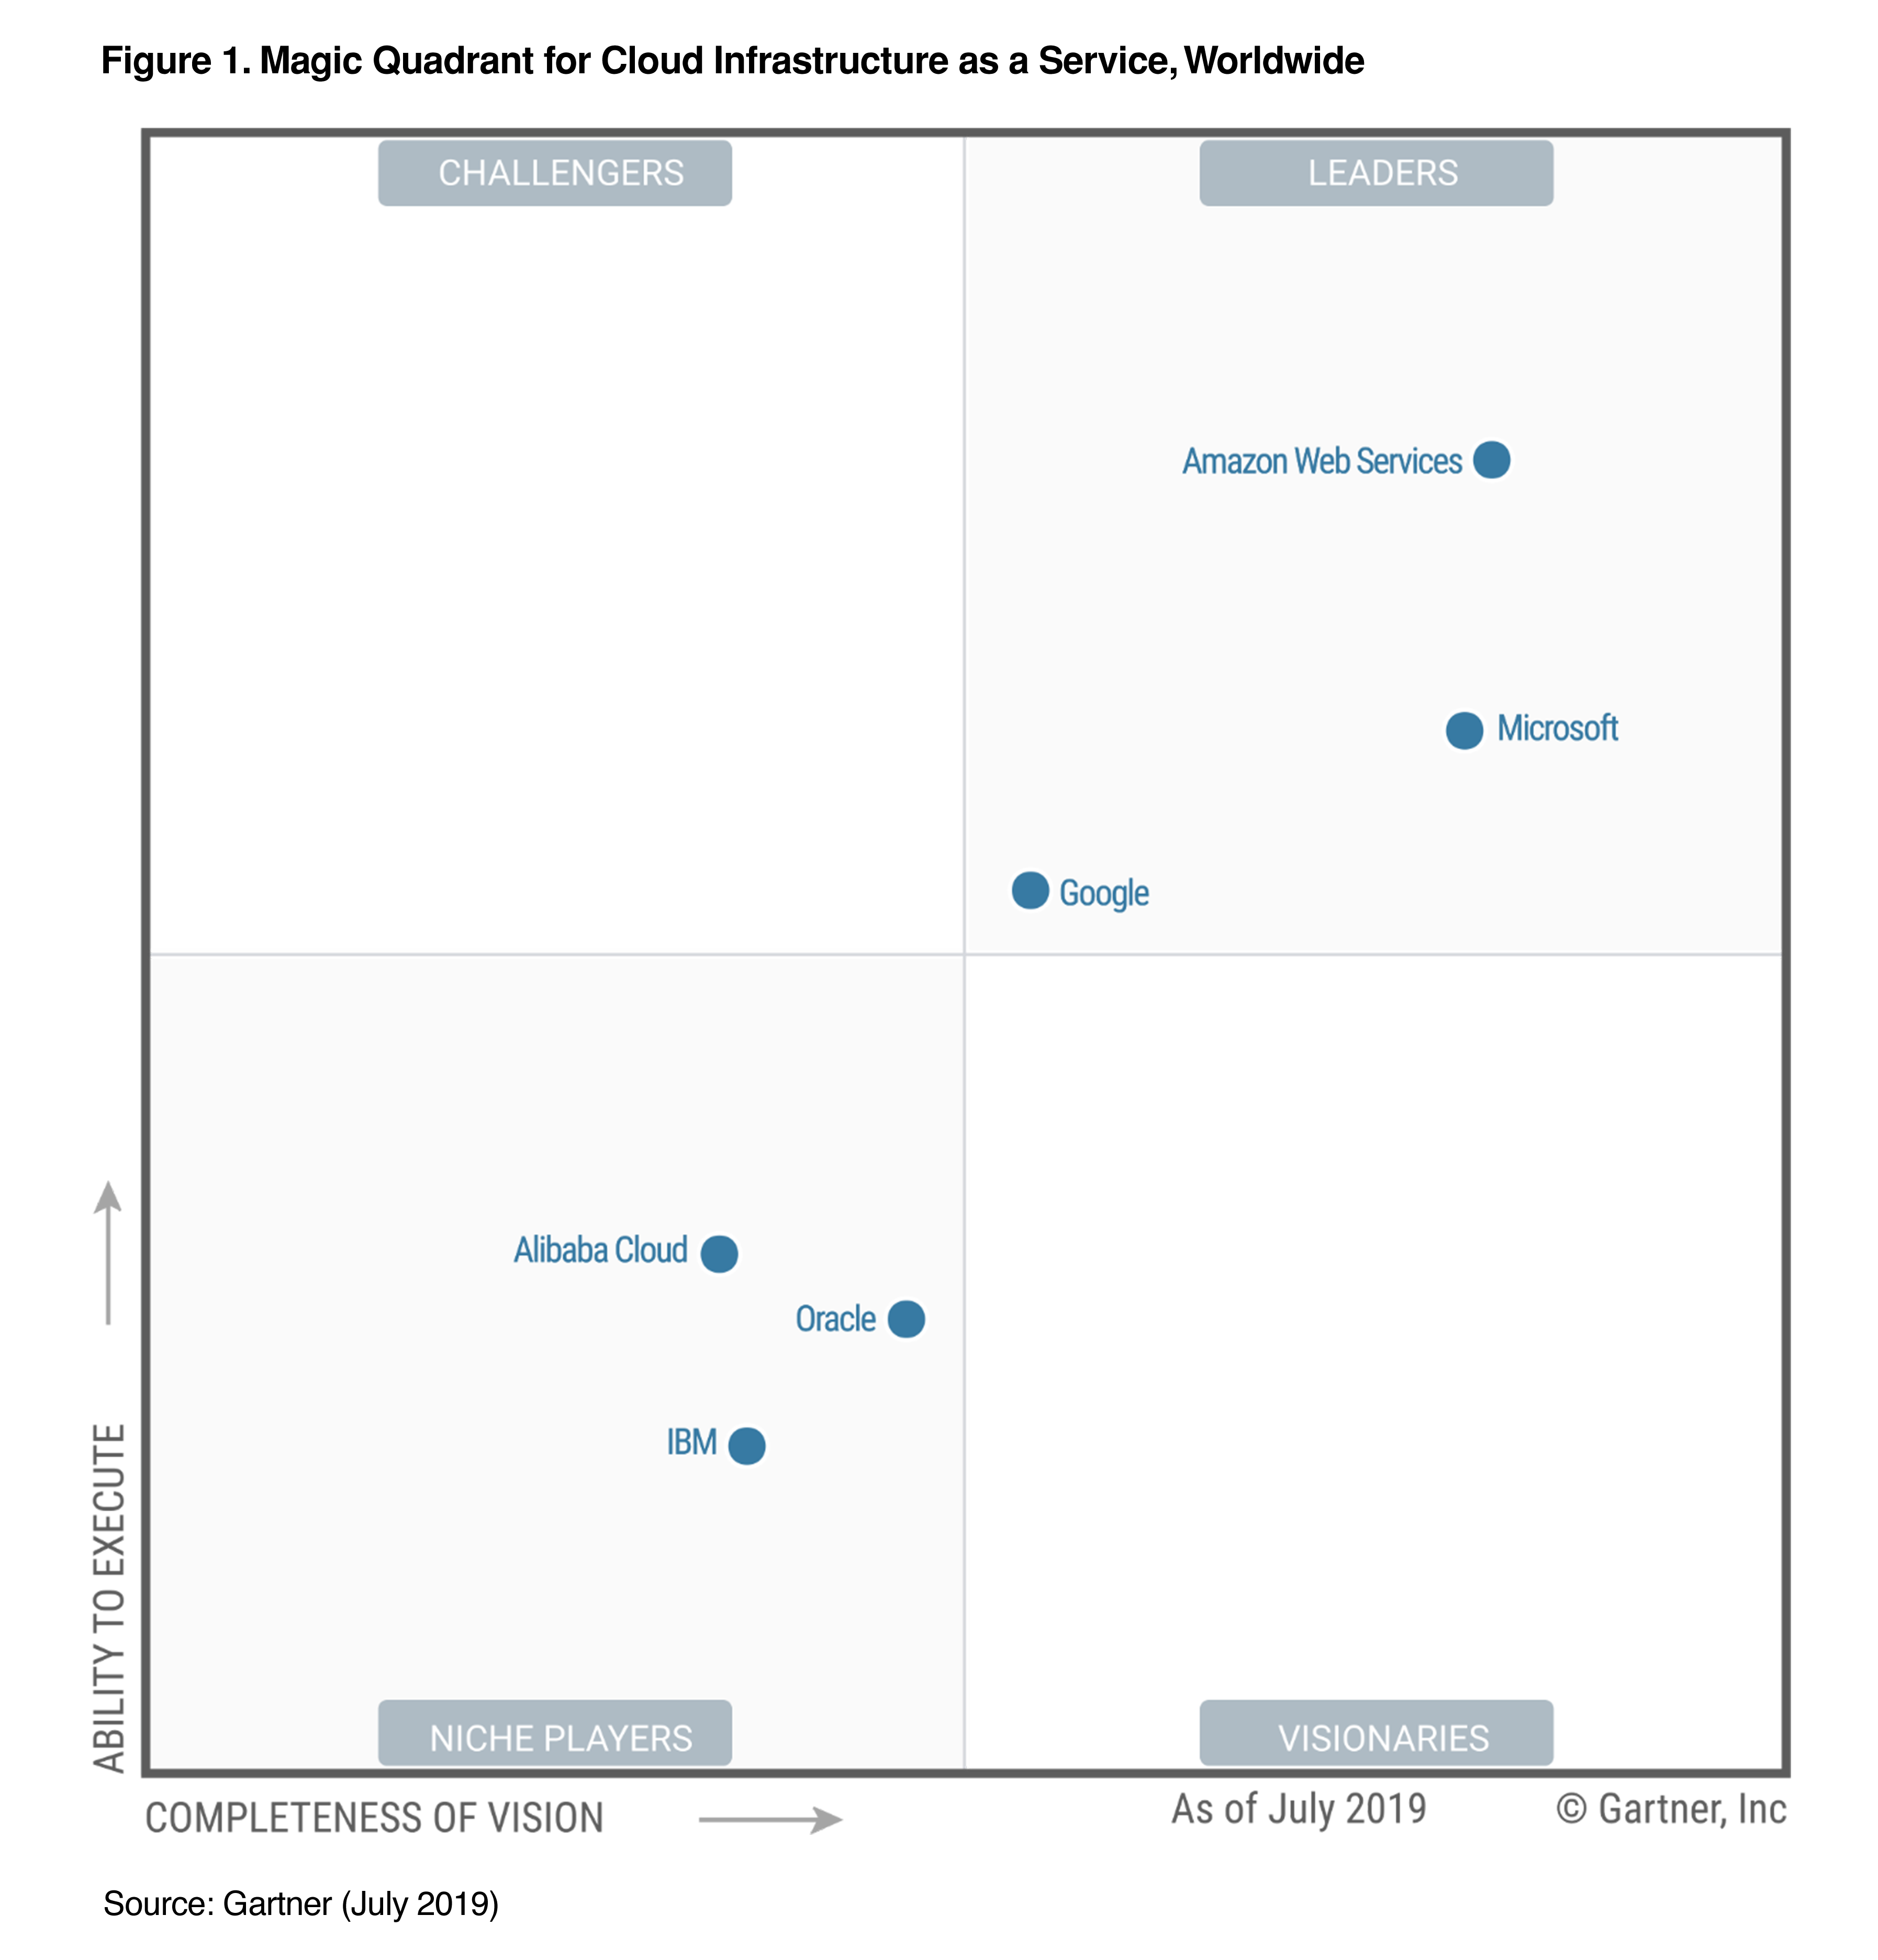 Figure 1. Magic Quadrant for Cloud Infrastructure as a Service, Worldwide
CHALLENGERS
LEADERS
Amazon Web Services
Microsoft
Google
Alibaba Cloud
Oracle
IBM
NICHE PLAYERS
VISIONARIES
ABILITY TO EXECUTE
COMPLETENESS OF VISION
As of July 2019
© Gartner, Inc
Source: Gartner (July 2019)